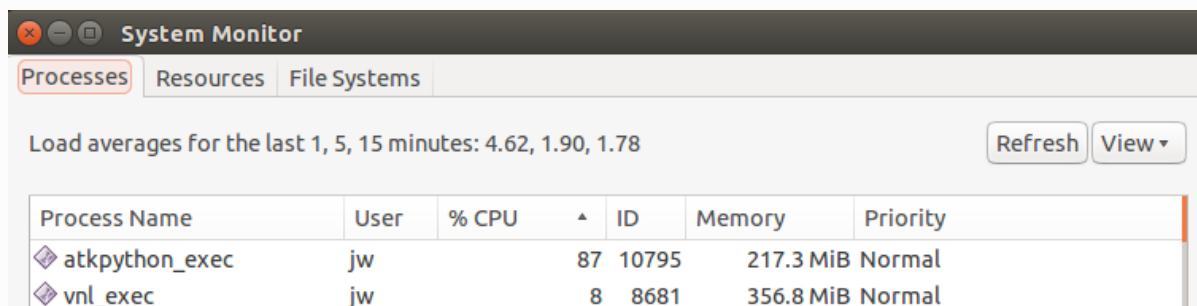 System Monitor
Processes Resources File Systems
Load averages for the last 1, 5, 15 minutes: 4.62, 1.90, 1.78 Refresh View
Process Name User % CPU ID Memory Priority
atkpython_exec jw 87 10795 217.3 MiB Normal
vnl_exec jw 8 8681 356.8 MiB Normal